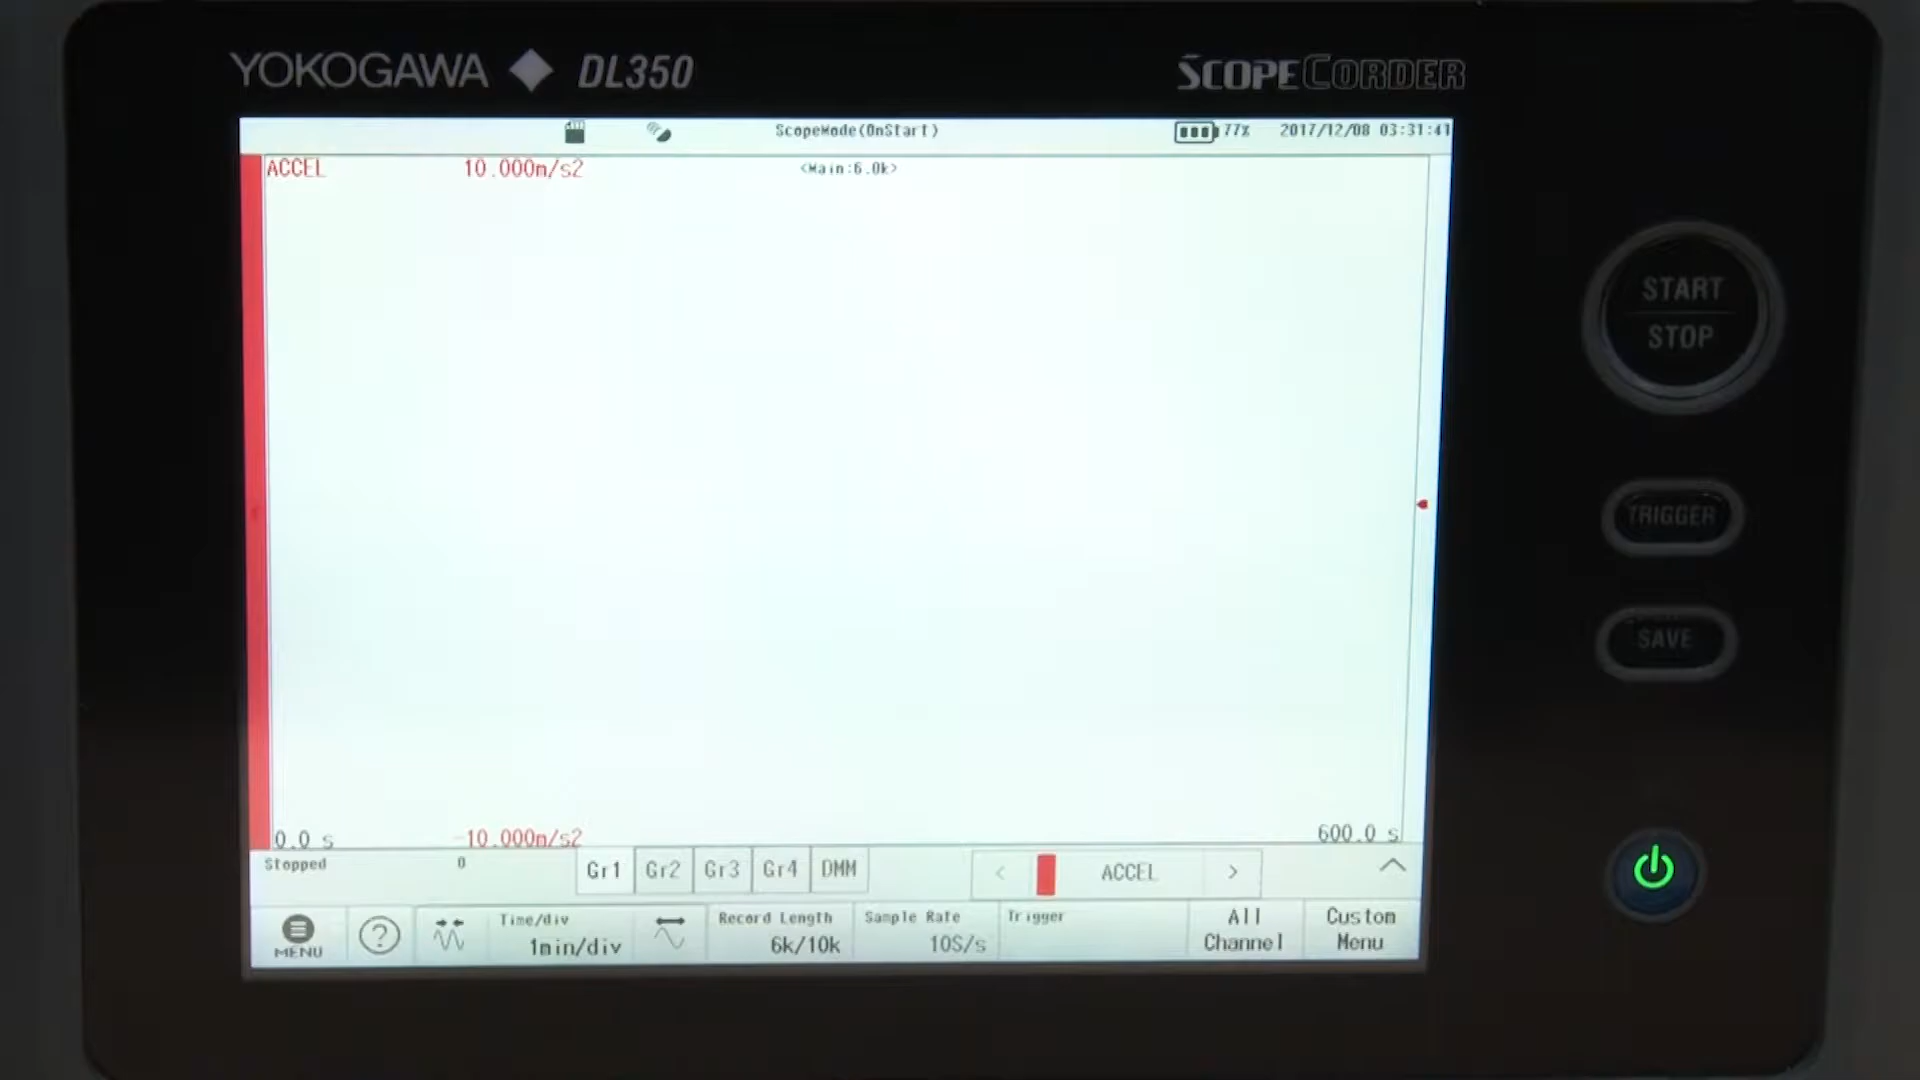 YOKOGAWA DL350 SCOPECORDER
ScopeMode(OnStart) 77% 2017/12/08 03:31:41
ACCEL 10.000m/s2 <Main:6.0k>
START
STOP
TRIGGER
SAVE
0.0 s -10.000m/s2 600.0 s
Stopped 0 Gr1 Gr2 Gr3 Gr4 DMM < ACCEL >
MENU ? Time/div 1min/div Record Length 6k/10k Sample Rate 10S/s Trigger All Channel Custom Menu